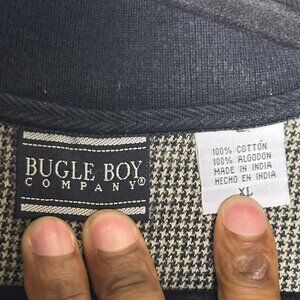 BUGLE BOY
COMPANY®
100% COTTON
100% ALGODON
MADE IN INDIA
HECHO EN INDIA
XL